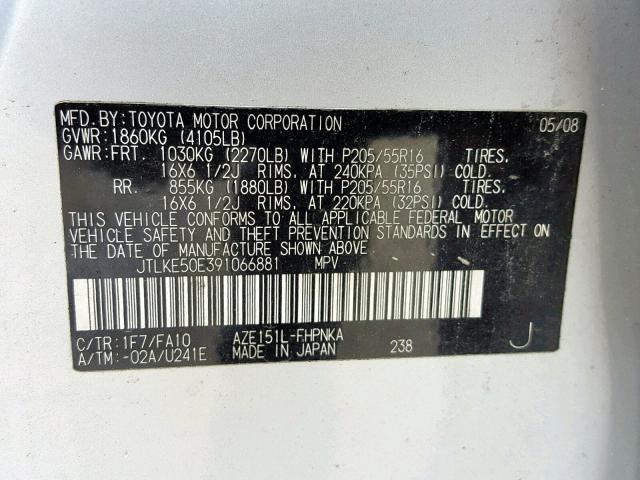 MFD.BY:TOYOTA MOTOR CORPORATION 05/08
GVWR:1860KG (4105LB)
GAWR:FRT. 1030KG (2270LB) WITH P205/55R16 TIRES.
16X6 1/2J RIMS. AT 240KPA (35PSI) COLD.
RR. 855KG (1880LB) WITH P205/55R16 TIRES.
16X6 1/2J RIMS. AT 220KPA (32PSI) COLD.
THIS VEHICLE CONFORMS TO ALL APPLICABLE FEDERAL MOTOR
VEHICLE SAFETY AND THEFT PREVENTION STANDARDS IN EFFECT ON
THE DATE OF MANUFACTURE SHOWN ABOVE.
JTLKE50E391066881 MPV
C/TR:1F7/FA10 AZE151L-FHPNKA
A/TM:-02A/U241E MADE IN JAPAN 238 J